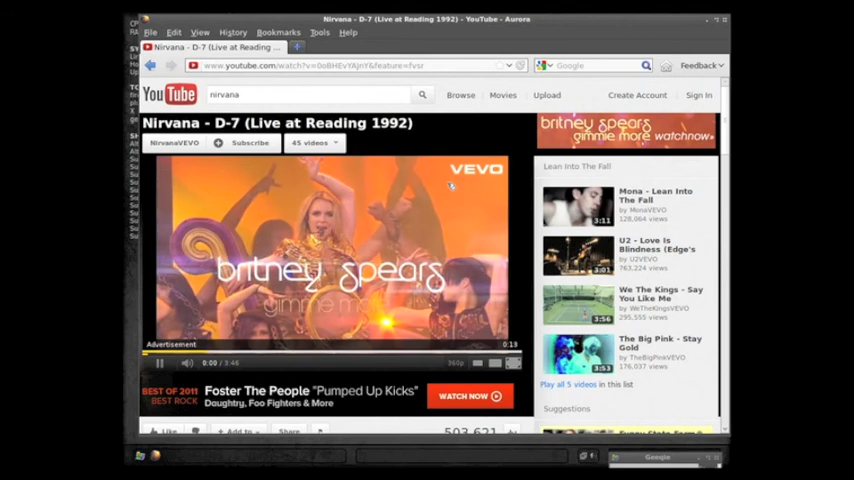 Nirvana - D-7 (Live at Reading 1992) - YouTube - Aurora
File Edit View History Bookmarks Tools Help
Nirvana - D-7 (Live at Reading ...
www.youtube.com/watch?v=0oBHEvYAJnY&feature=fvsr
Google
Feedback
YouTube
nirvana
Browse Movies Upload Create Account Sign In
Nirvana - D-7 (Live at Reading 1992)
britney spears
gimme more watchnow»
NirvanaVEVO Subscribe 45 videos
VEVO
britney spears
gimme more
Advertisement 0:13
0:00 / 3:46 360p
BEST OF 2011
BEST ROCK
Foster The People "Pumped Up Kicks"
Daughtry, Foo Fighters & More
WATCH NOW
Like Add to Share 503,621
Lean Into The Fall
Mona - Lean Into
The Fall
by MonaVEVO
128,064 views
3:11
U2 - Love Is
Blindness (Edge's
by U2VEVO
763,224 views
3:01
We The Kings - Say
You Like Me
by WeTheKingsVEVO
295,555 views
3:56
The Big Pink - Stay
Gold
by TheBigPinkVEVO
176,037 views
3:53
Play all 5 videos in this list
Suggestions
Google